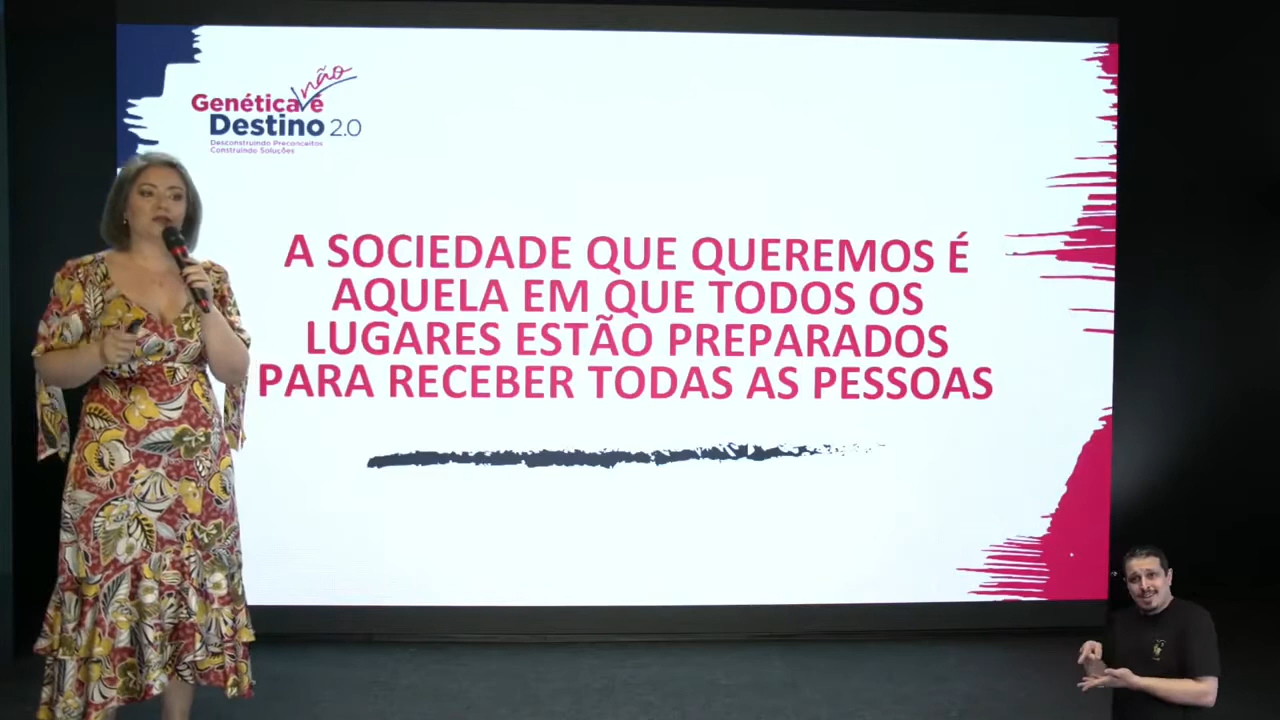 não
Genética é
Destino 2.0
Desconstruindo Preconceitos
Construindo Soluções
A SOCIEDADE QUE QUEREMOS É
AQUELA EM QUE TODOS OS
LUGARES ESTÃO PREPARADOS
PARA RECEBER TODAS AS PESSOAS